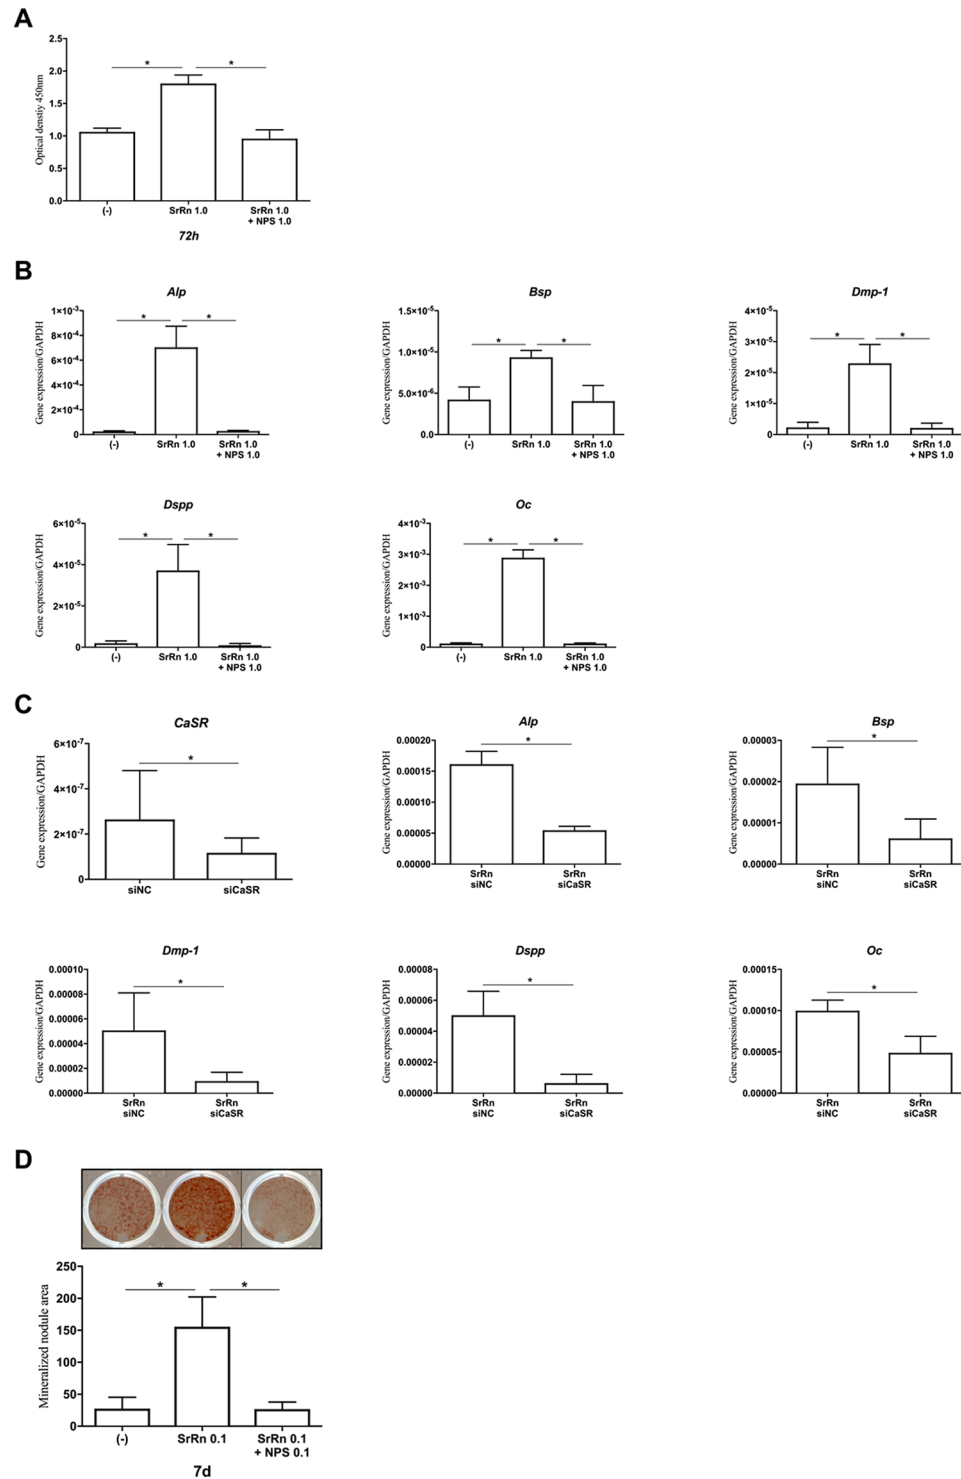 A
2.5
2.0
1.5
1.0
0.5
0.0
Optical denstiy 450nm
*
*
(-)
SrRn 1.0
SrRn 1.0
+ NPS 1.0
72h
B
Alp
1×10-3
8×10-4
6×10-4
4×10-4
2×10-4
0
Gene expression/GAPDH
*
*
(-)
SrRn 1.0
SrRn 1.0
+ NPS 1.0
Bsp
1.5×10-5
1.0×10-5
5.0×10-6
0.0
Gene expression/GAPDH
*
*
(-)
SrRn 1.0
SrRn 1.0
+ NPS 1.0
Dmp-1
4×10-5
3×10-5
2×10-5
1×10-5
0
Gene expression/GAPDH
*
*
(-)
SrRn 1.0
SrRn 1.0
+ NPS 1.0
Dspp
6×10-5
4×10-5
2×10-5
0
Gene expression/GAPDH
*
*
(-)
SrRn 1.0
SrRn 1.0
+ NPS 1.0
Oc
4×10-3
3×10-3
2×10-3
1×10-3
0
Gene expression/GAPDH
*
*
(-)
SrRn 1.0
SrRn 1.0
+ NPS 1.0
C
CaSR
6×10-7
4×10-7
2×10-7
0
Gene expression/GAPDH
*
siNC
siCaSR
Alp
0.00020
0.00015
0.00010
0.00005
0.00000
Gene expression/GAPDH
*
SrRn
siNC
SrRn
siCaSR
Bsp
0.00003
0.00002
0.00001
0.00000
Gene expression/GAPDH
*
SrRn
siNC
SrRn
siCaSR
Dmp-1
0.00010
0.00008
0.00006
0.00004
0.00002
0.00000
Gene expression/GAPDH
*
SrRn
siNC
SrRn
siCaSR
Dspp
0.00008
0.00006
0.00004
0.00002
0.00000
Gene expression/GAPDH
*
SrRn
siNC
SrRn
siCaSR
Oc
0.00015
0.00010
0.00005
0.00000
Gene expression/GAPDH
*
SrRn
siNC
SrRn
siCaSR
D
250
200
150
100
50
0
Mineralized nodule area
*
*
(-)
SrRn 0.1
SrRn 0.1
+ NPS 0.1
7d